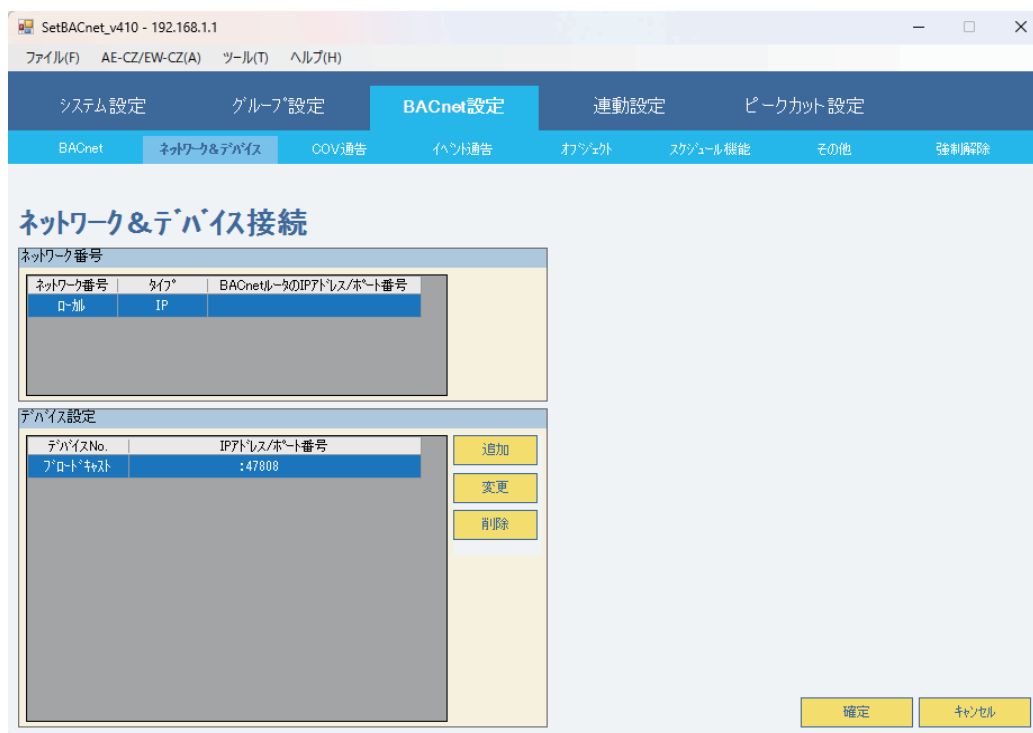 SetBACnet_v410 - 192.168.1.1
ファイル(F) AE-CZ/EW-CZ(A) ツール(T) ヘルプ(H)
システム設定 グループ設定 BACnet設定 連動設定 ピークカット設定
BACnet ネットワーク&デバイス COV通告 イベント通告 オブジェクト スケジュール機能 その他 強制解除
ネットワーク&デバイス接続
ネットワーク番号
ネットワーク番号 タイプ BACnetルータのIPアドレス/ポート番号
ローカル IP
デバイス設定
デバイスNo. IPアドレス/ポート番号
ブロードキャスト :47808
追加
変更
削除
確定 キャンセル